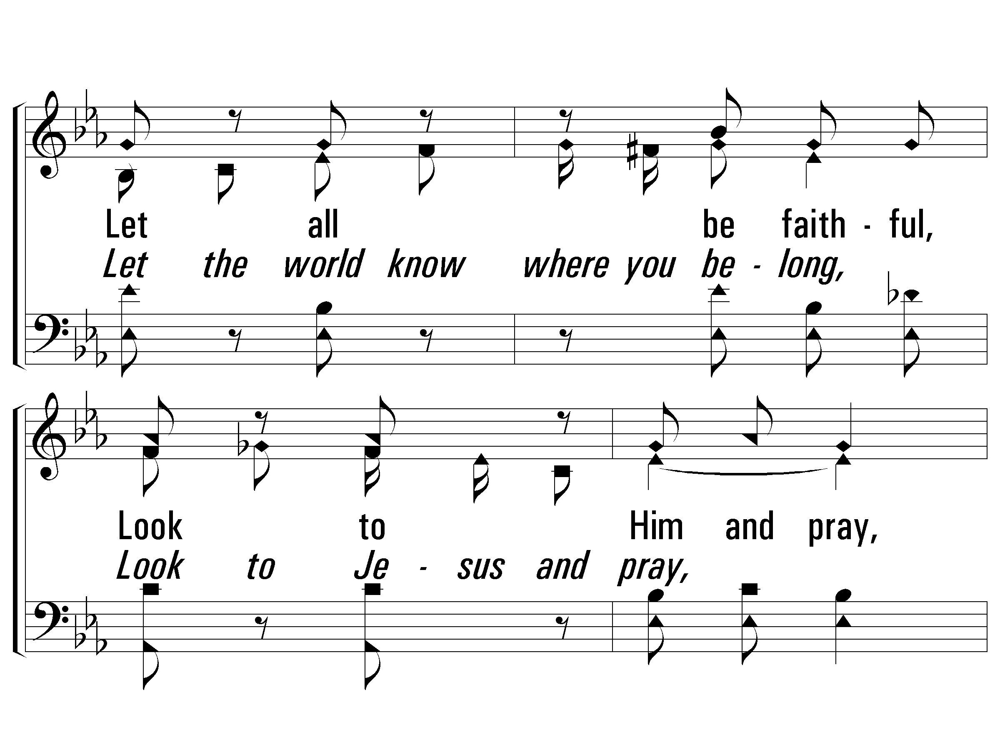 Let all be faith - ful,
Let the world know where you be - long,
Look to Him and pray,
Look to Je - sus and pray,